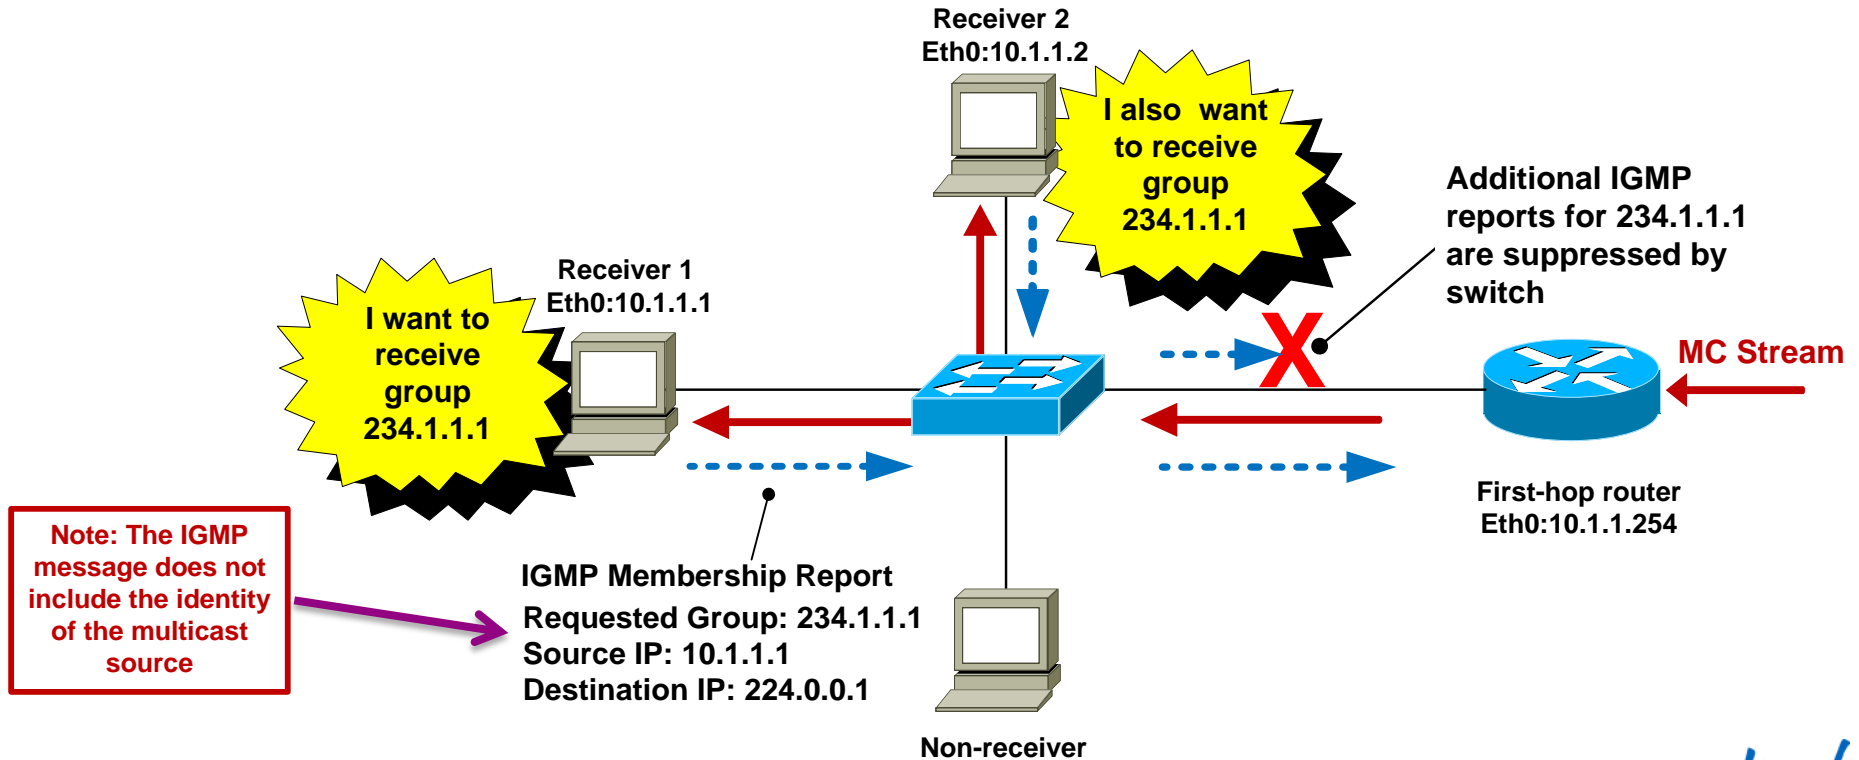 Receiver 2
Eth0:10.1.1.2
I also want
to receive
group
234.1.1.1
Additional IGMP
reports for 234.1.1.1
are suppressed by
switch
Receiver 1
Eth0:10.1.1.1
I want to
receive
group
234.1.1.1
X
MC Stream
First-hop router
Eth0:10.1.1.254
Note: The IGMP
message does not
include the identity
of the multicast
source
IGMP Membership Report
Requested Group: 234.1.1.1
Source IP: 10.1.1.1
Destination IP: 224.0.0.1
Non-receiver